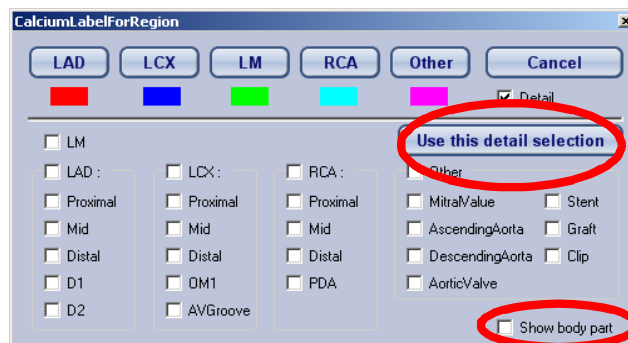 CalciumLabelForRegion
LAD LCX LM RCA Other Cancel
Detail
LM Use this detail selection
LAD : LCX : RCA : Other
Proximal Proximal Proximal MitralValue Stent
Mid Mid Mid AscendingAorta Graft
Distal Distal Distal DescendingAorta Clip
D1 OM1 PDA AorticValve
D2 AVGroove
Show body part